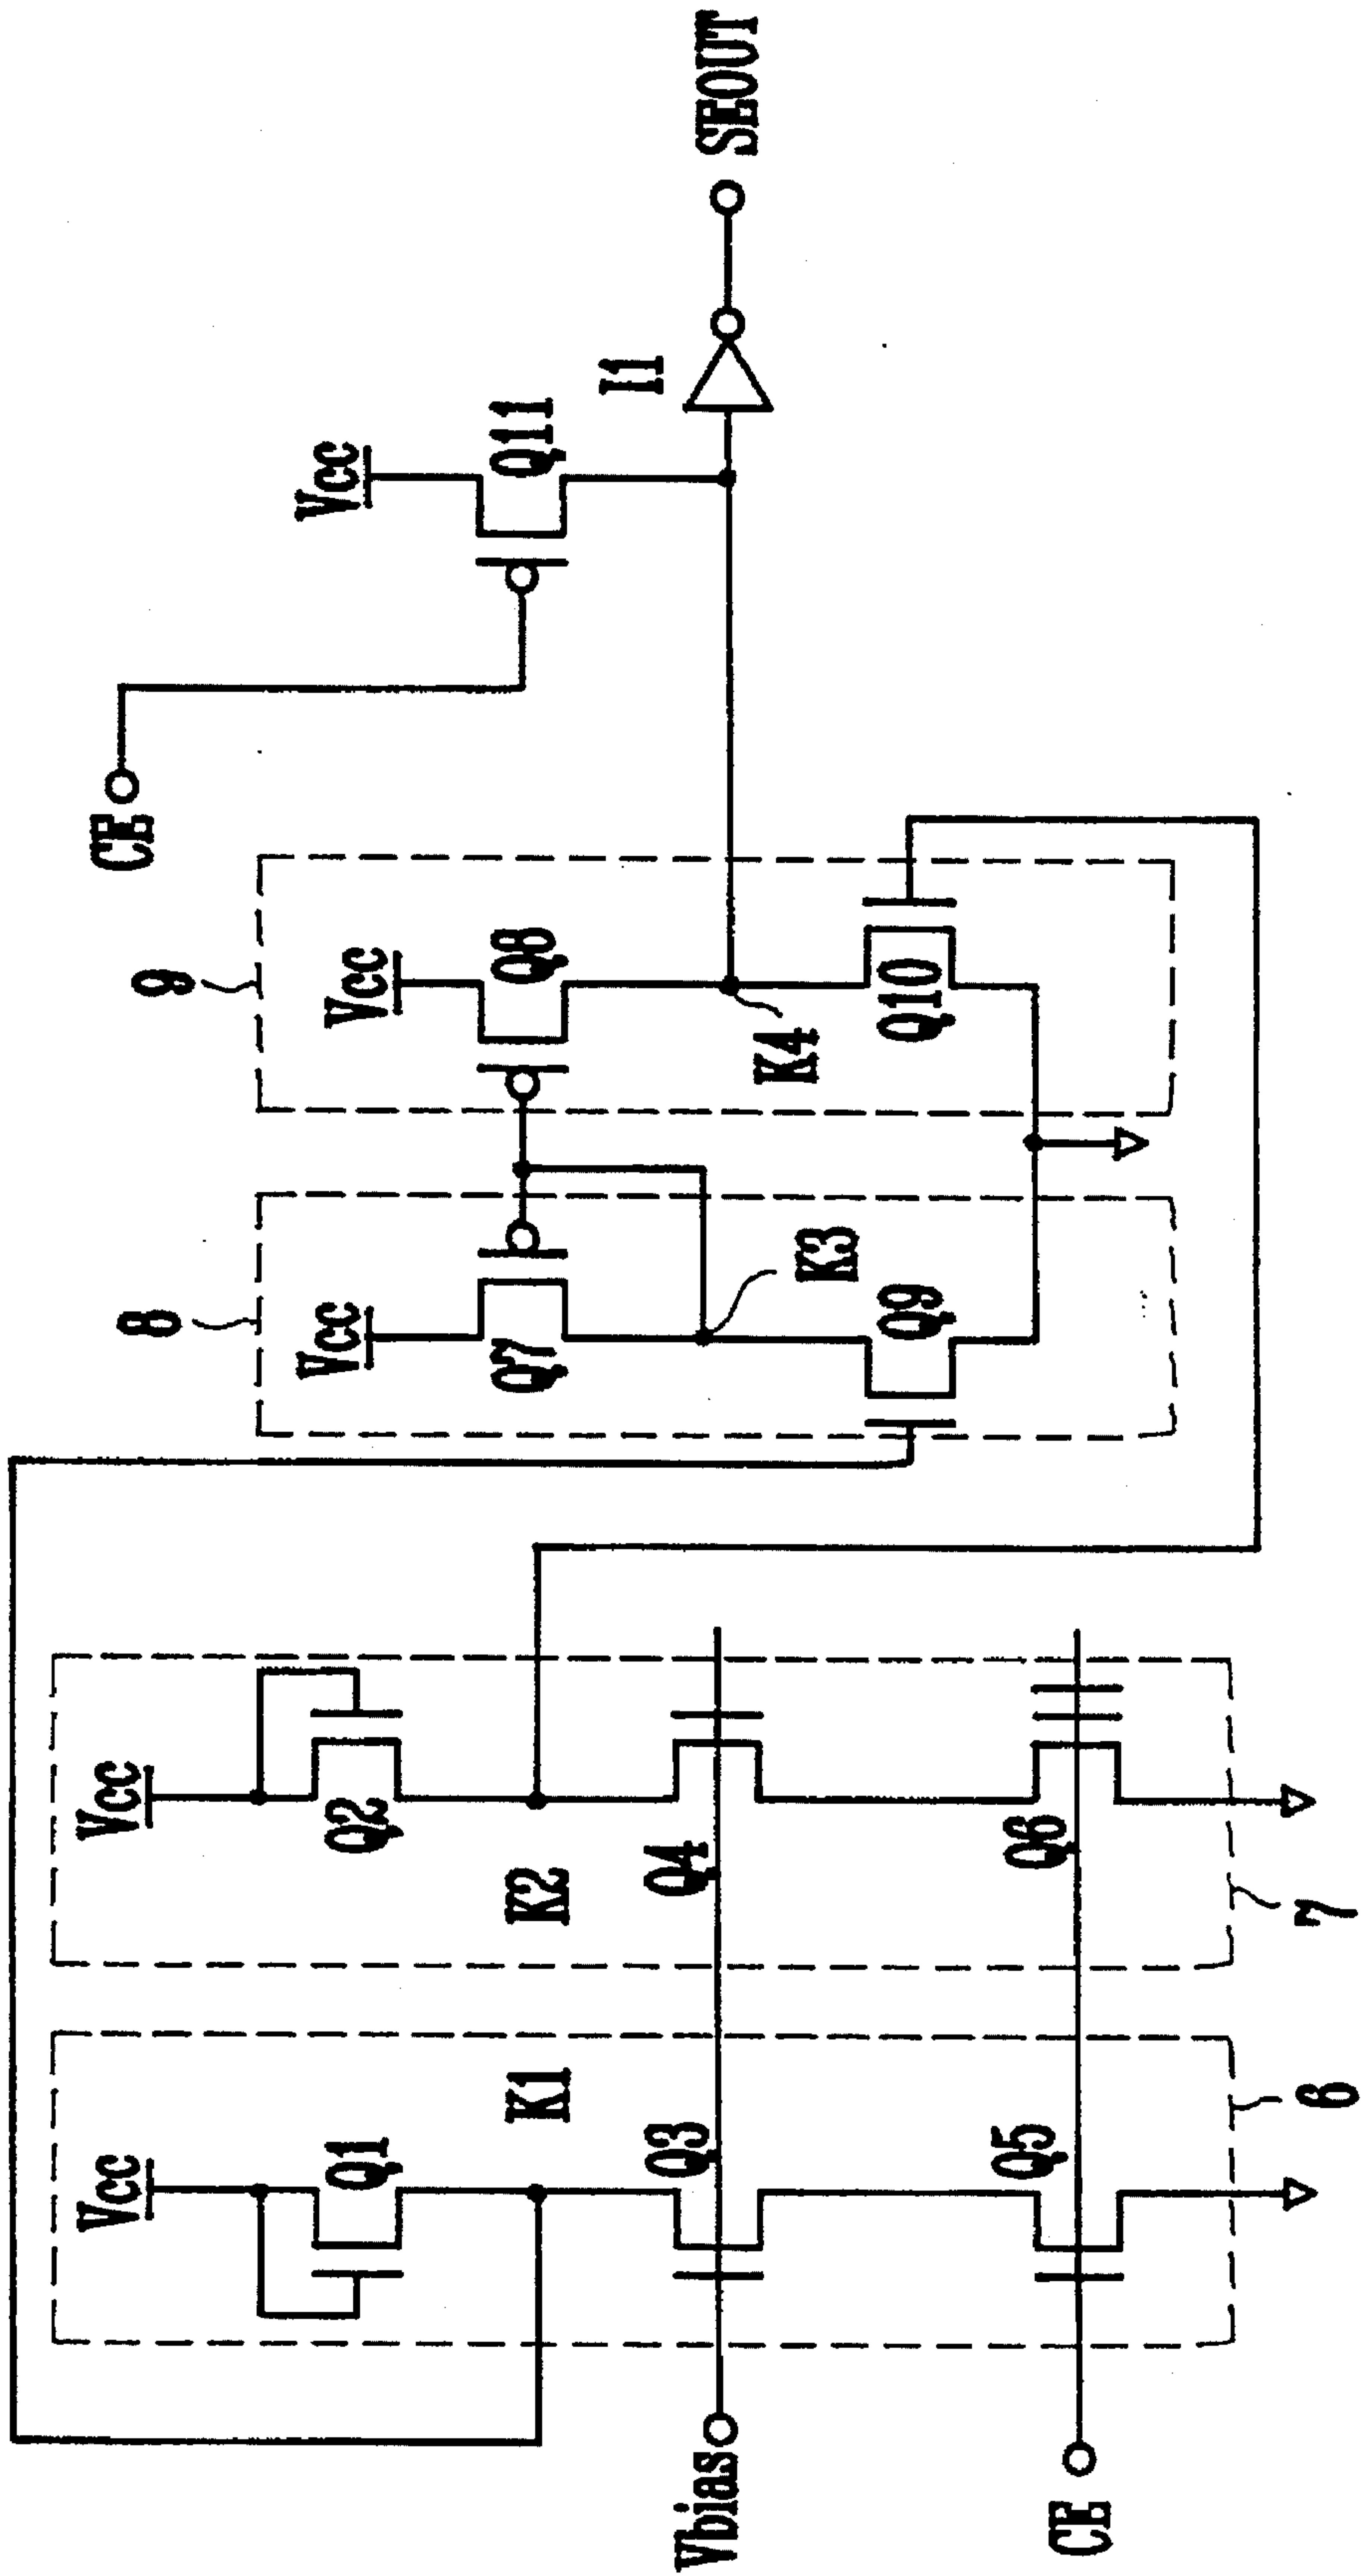 Vcc
Vcc
Q1
Q2
K1
K2
Vbias
Q3
Q4
CE
Q5
Q6
6
7
8
9
Vcc
Vcc
Q7
Q8
K3
K4
Q9
Q10
CE
Vcc
Q11
I1
SEOUT